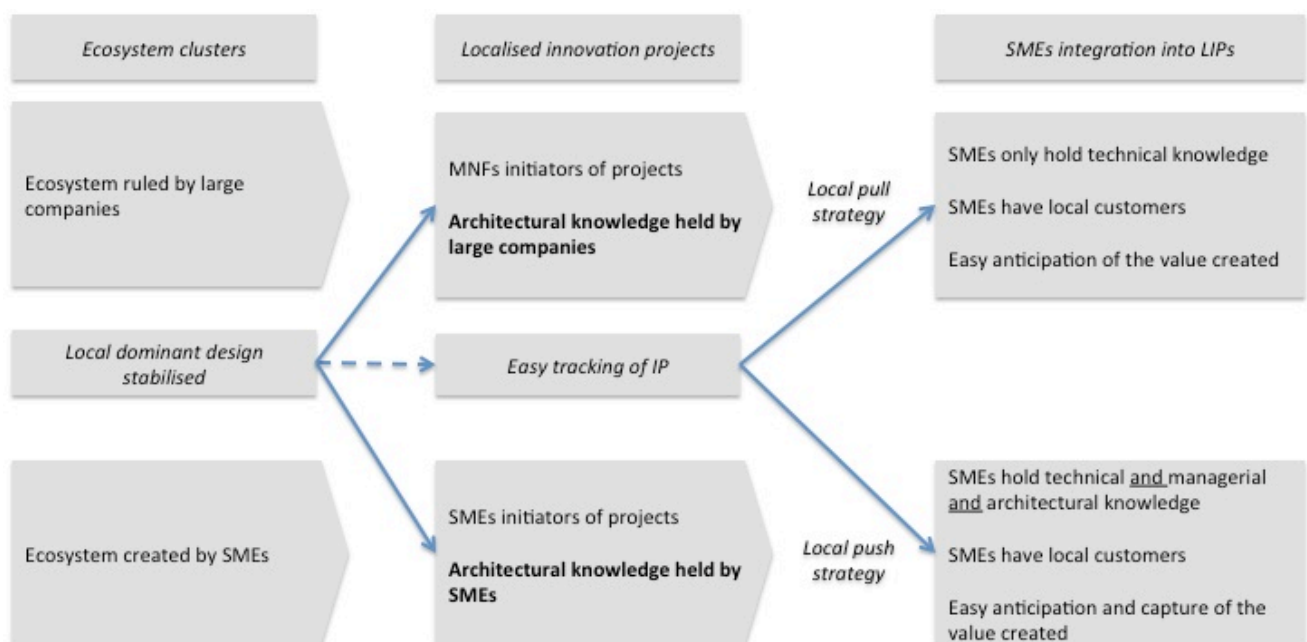 Ecosystem clusters
Localised innovation projects
SMEs integration into LIPs
Ecosystem ruled by large
companies
MNFs initiators of projects
Architectural knowledge held by
large companies
Local pull
strategy
SMEs only hold technical knowledge
SMEs have local customers
Easy anticipation of the value created
Local dominant design
stabilised
Easy tracking of IP
Ecosystem created by SMEs
SMEs initiators of projects
Architectural knowledge held by
SMEs
Local push
strategy
SMEs hold technical and managerial
and architectural knowledge
SMEs have local customers
Easy anticipation and capture of the
value created